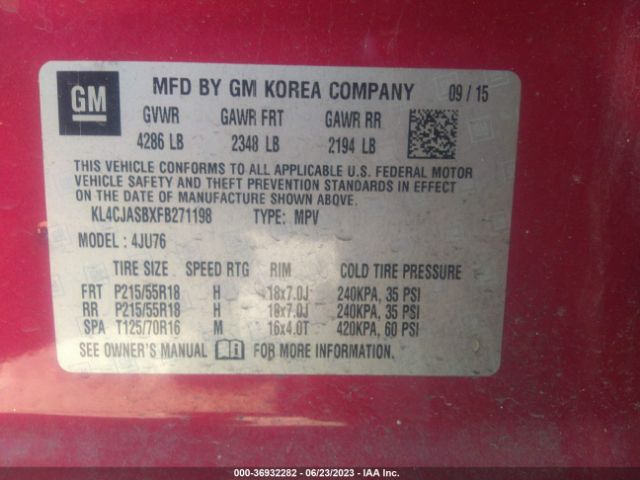 GM
MFD BY GM KOREA COMPANY 09 / 15
GVWR GAWR FRT GAWR RR
4286 LB 2348 LB 2194 LB
THIS VEHICLE CONFORMS TO ALL APPLICABLE U.S. FEDERAL MOTOR
VEHICLE SAFETY AND THEFT PREVENTION STANDARDS IN EFFECT
ON THE DATE OF MANUFACTURE SHOWN ABOVE.
KL4CJASBXFB271198 TYPE: MPV
MODEL: 4JU76
TIRE SIZE SPEED RTG RIM COLD TIRE PRESSURE
FRT P215/55R18 H 18x7.0J 240KPA, 35 PSI
RR P215/55R18 H 18x7.0J 240KPA, 35 PSI
SPA T125/70R16 M 16x4.0T 420KPA, 60 PSI
SEE OWNER'S MANUAL FOR MORE INFORMATION.
000-36932282 - 06/23/2023 - IAA Inc.